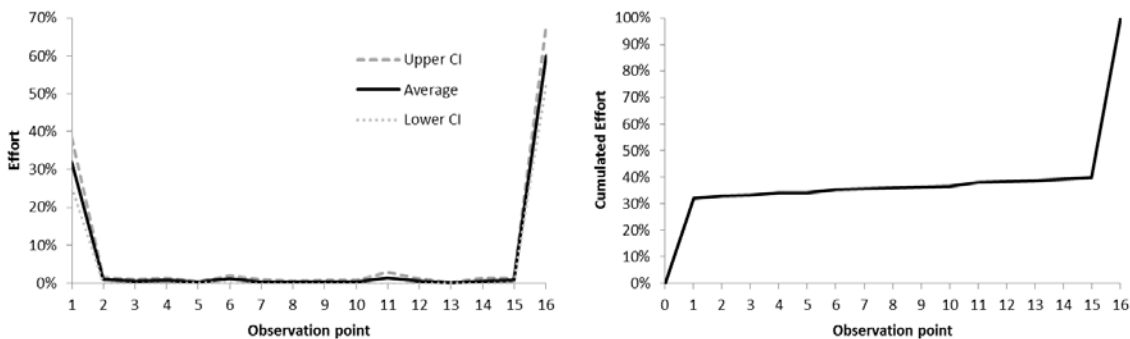 70%
60%
50%
40%
30%
20%
10%
0%
Effort
Upper CI
Average
Lower CI
1 2 3 4 5 6 7 8 9 10 11 12 13 14 15 16
Observation point
100%
90%
80%
70%
60%
50%
40%
30%
20%
10%
0%
Cumulated Effort
0 1 2 3 4 5 6 7 8 9 10 11 12 13 14 15 16
Observation point